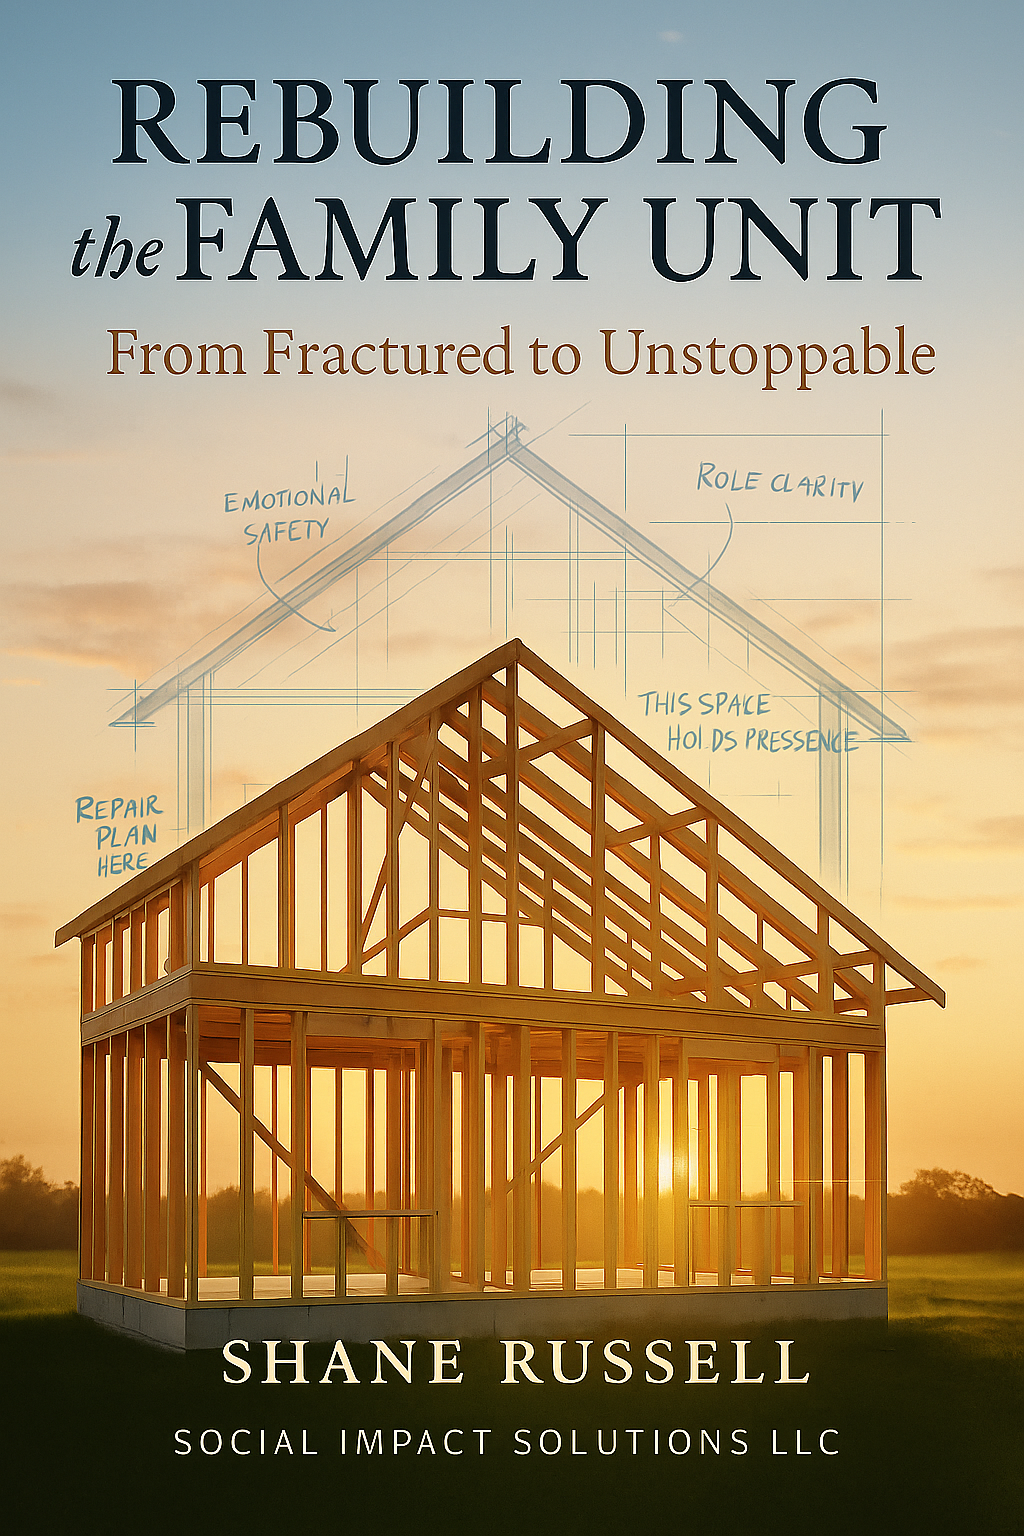 REBUILDING
the FAMILY UNIT
From Fractured to Unstoppable
EMOTIONAL
SAFETY
ROLE CLARITY
THIS SPACE
HOLDS PRESSENCE
REPAIR
PLAN
HERE
SHANE RUSSELL
SOCIAL IMPACT SOLUTIONS LLC